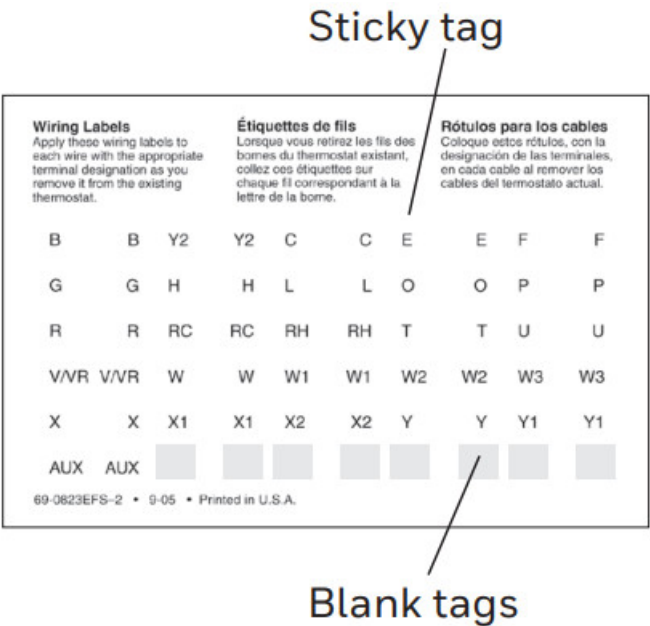 Sticky tag
Wiring Labels
Apply these wiring labels to
each wire with the appropriate
terminal designation as you
remove it from the existing
thermostat.
Étiquettes de fils
Lorsque vous retirez les fils des
bornes du thermostat existant,
collez ces étiquettes sur
chaque fil correspondant à la
lettre de la borne.
Rótulos para los cables
Coloque estos rótulos, con la
designación de las terminales,
en cada cable al remover los
cables del termostato actual.
B B Y2 Y2 C C E E F F
G G H H L L O O P P
R R RC RC RH RH T T U U
V/VR V/VR W W W1 W1 W2 W2 W3 W3
X X X1 X1 X2 X2 Y Y Y1 Y1
AUX AUX
69-0823EFS-2 • 9-05 • Printed in U.S.A.
Blank tags